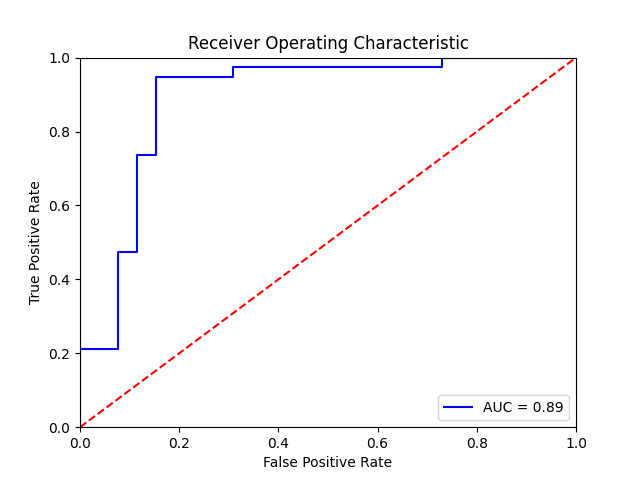 Receiver Operating Characteristic
1.0
0.8
0.6
0.4
0.2
0.0
True Positive Rate
AUC = 0.89
0.0 0.2 0.4 0.6 0.8 1.0
False Positive Rate